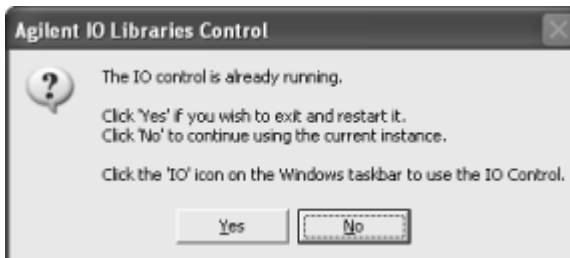 Agilent IO Libraries Control
The IO control is already running.
Click 'Yes' if you wish to exit and restart it.
Click 'No' to continue using the current instance.
Click the 'IO' icon on the Windows taskbar to use the IO Control.
Yes No